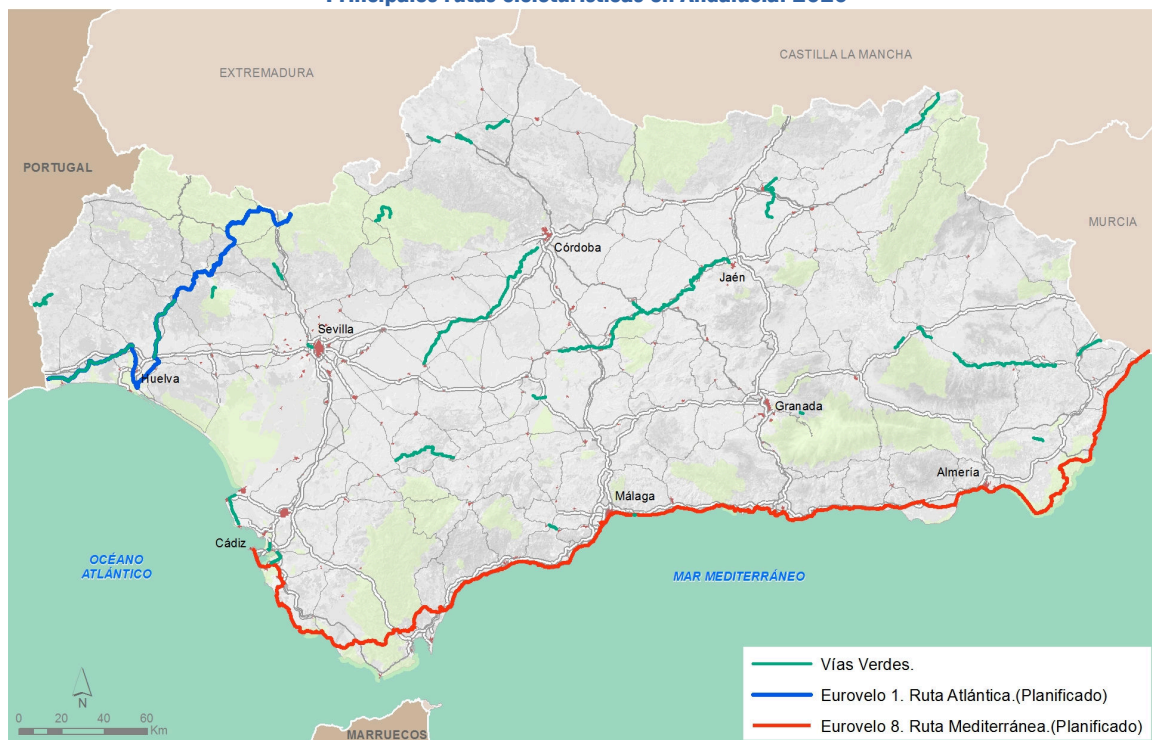 EXTREMADURA
CASTILLA LA MANCHA
PORTUGAL
MURCIA
Córdoba
Jaén
Sevilla
Huelva
Granada
Almería
Málaga
Cádiz
OCÉANO
ATLÁNTICO
MAR MEDITERRÁNEO
Vías Verdes.
Eurovelo 1. Ruta Atlántica.(Planificado)
Eurovelo 8. Ruta Mediterránea.(Planificado)
N
0 20 40 60
Km
MARRUECOS